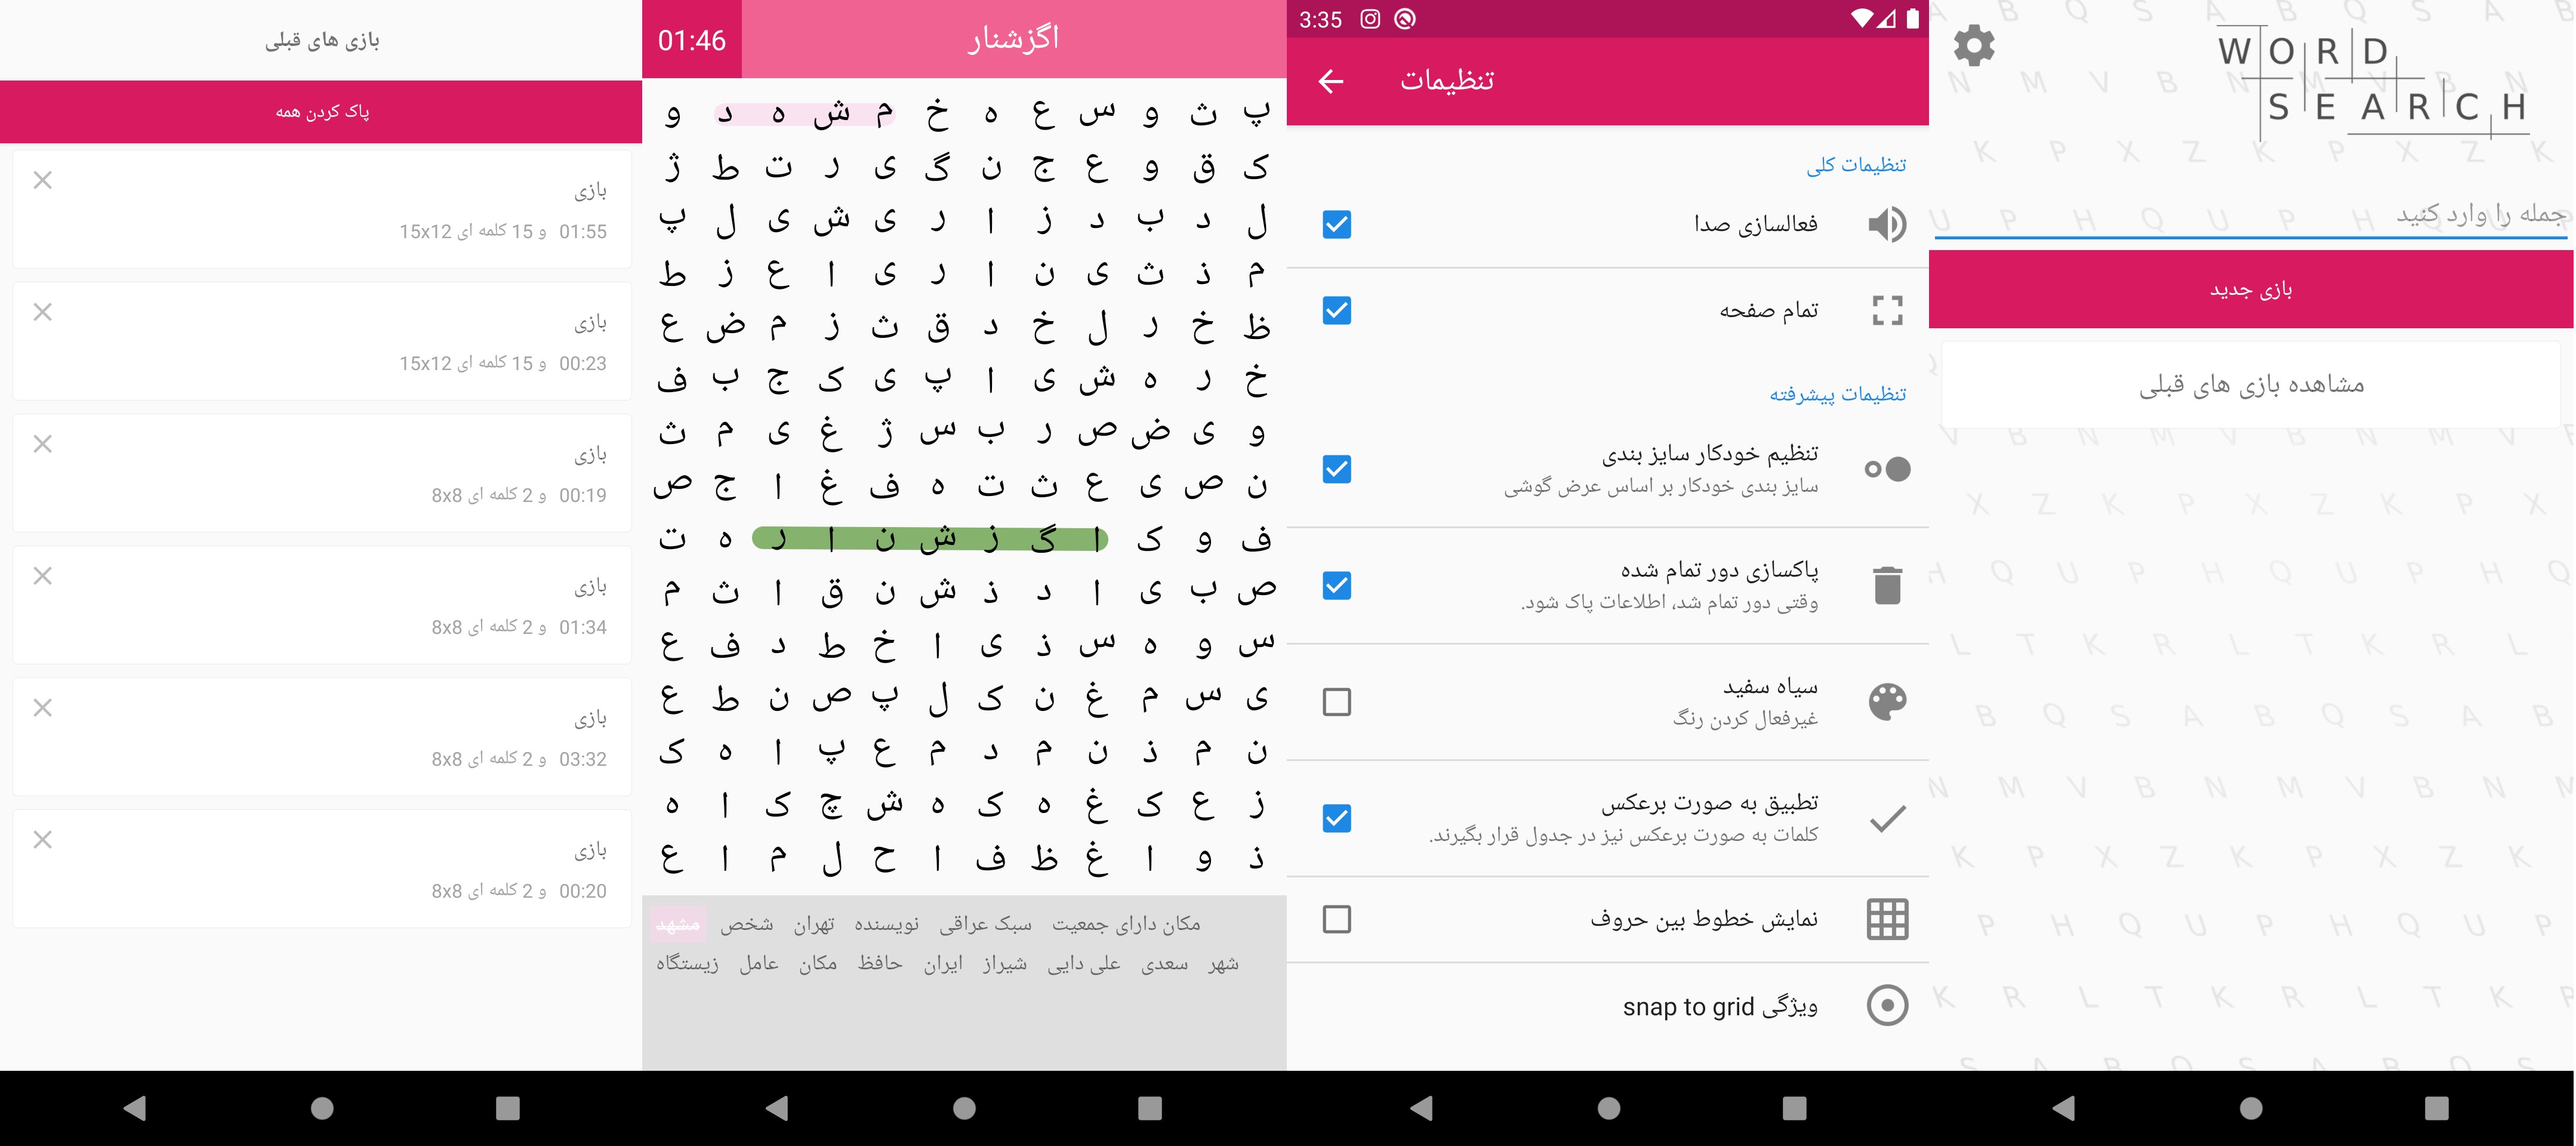 بازی های قبلی
پاک کردن همه
بازی
01:55 و 15 کلمه ای 15x12
بازی
00:23 و 15 کلمه ای 15x12
بازی
00:19 و 2 کلمه ای 8x8
بازی
01:34 و 2 کلمه ای 8x8
بازی
03:32 و 2 کلمه ای 8x8
بازی
00:20 و 2 کلمه ای 8x8
01:46
اگزشنار
پ ث و س ع ه خ م ش ه د و
ک ق و ع ج ن گ ی ر ت ط ژ
ل د ب د ز ا ر ی ش ی ل پ
م ذ ث ی ن ا ر ی ا ع ز ط
ظ خ ر ل خ د ق ث ز م ض ع
خ ر ه ش ی ا پ ی ک ج ب ف
و ی ض ص ر ب س ژ غ ی م ث
ن ص ی ع ث ت ه ف غ ا ج ص
ف و ک ا گ ز ش ن ا ر ه ت
ص ب ی ا د ذ ش ن ق ا ث م
س و ه س ذ ی ا خ ط د ف ع
ی س م غ ن ک ل پ ص ن ط ع
ن م ذ ن م د م ع پ ا ه ک
ز ع ک غ ه ک ه ش چ ک ا ه
ذ و ا غ ظ ف ا ح ل م ا ع
مکان دارای جمعیت سبک عراقی نویسنده تهران شخص مشهد
شهر سعدی علی دایی شیراز ایران حافظ مکان عامل زیستگاه
3:35
تنظیمات
تنظیمات کلی
فعالسازی صدا
تمام صفحه
تنظیمات پیشرفته
تنظیم خودکار سایز بندی
سایز بندی خودکار بر اساس عرض گوشی
پاکسازی دور تمام شده
وقتی دور تمام شد، اطلاعات پاک شود.
سیاه سفید
غیرفعال کردن رنگ
تطبیق به صورت برعکس
کلمات به صورت برعکس نیز در جدول قرار بگیرند.
نمایش خطوط بین حروف
ویژگی snap to grid
WORD
SEARCH
جمله را وارد کنید
بازی جدید
مشاهده بازی های قبلی